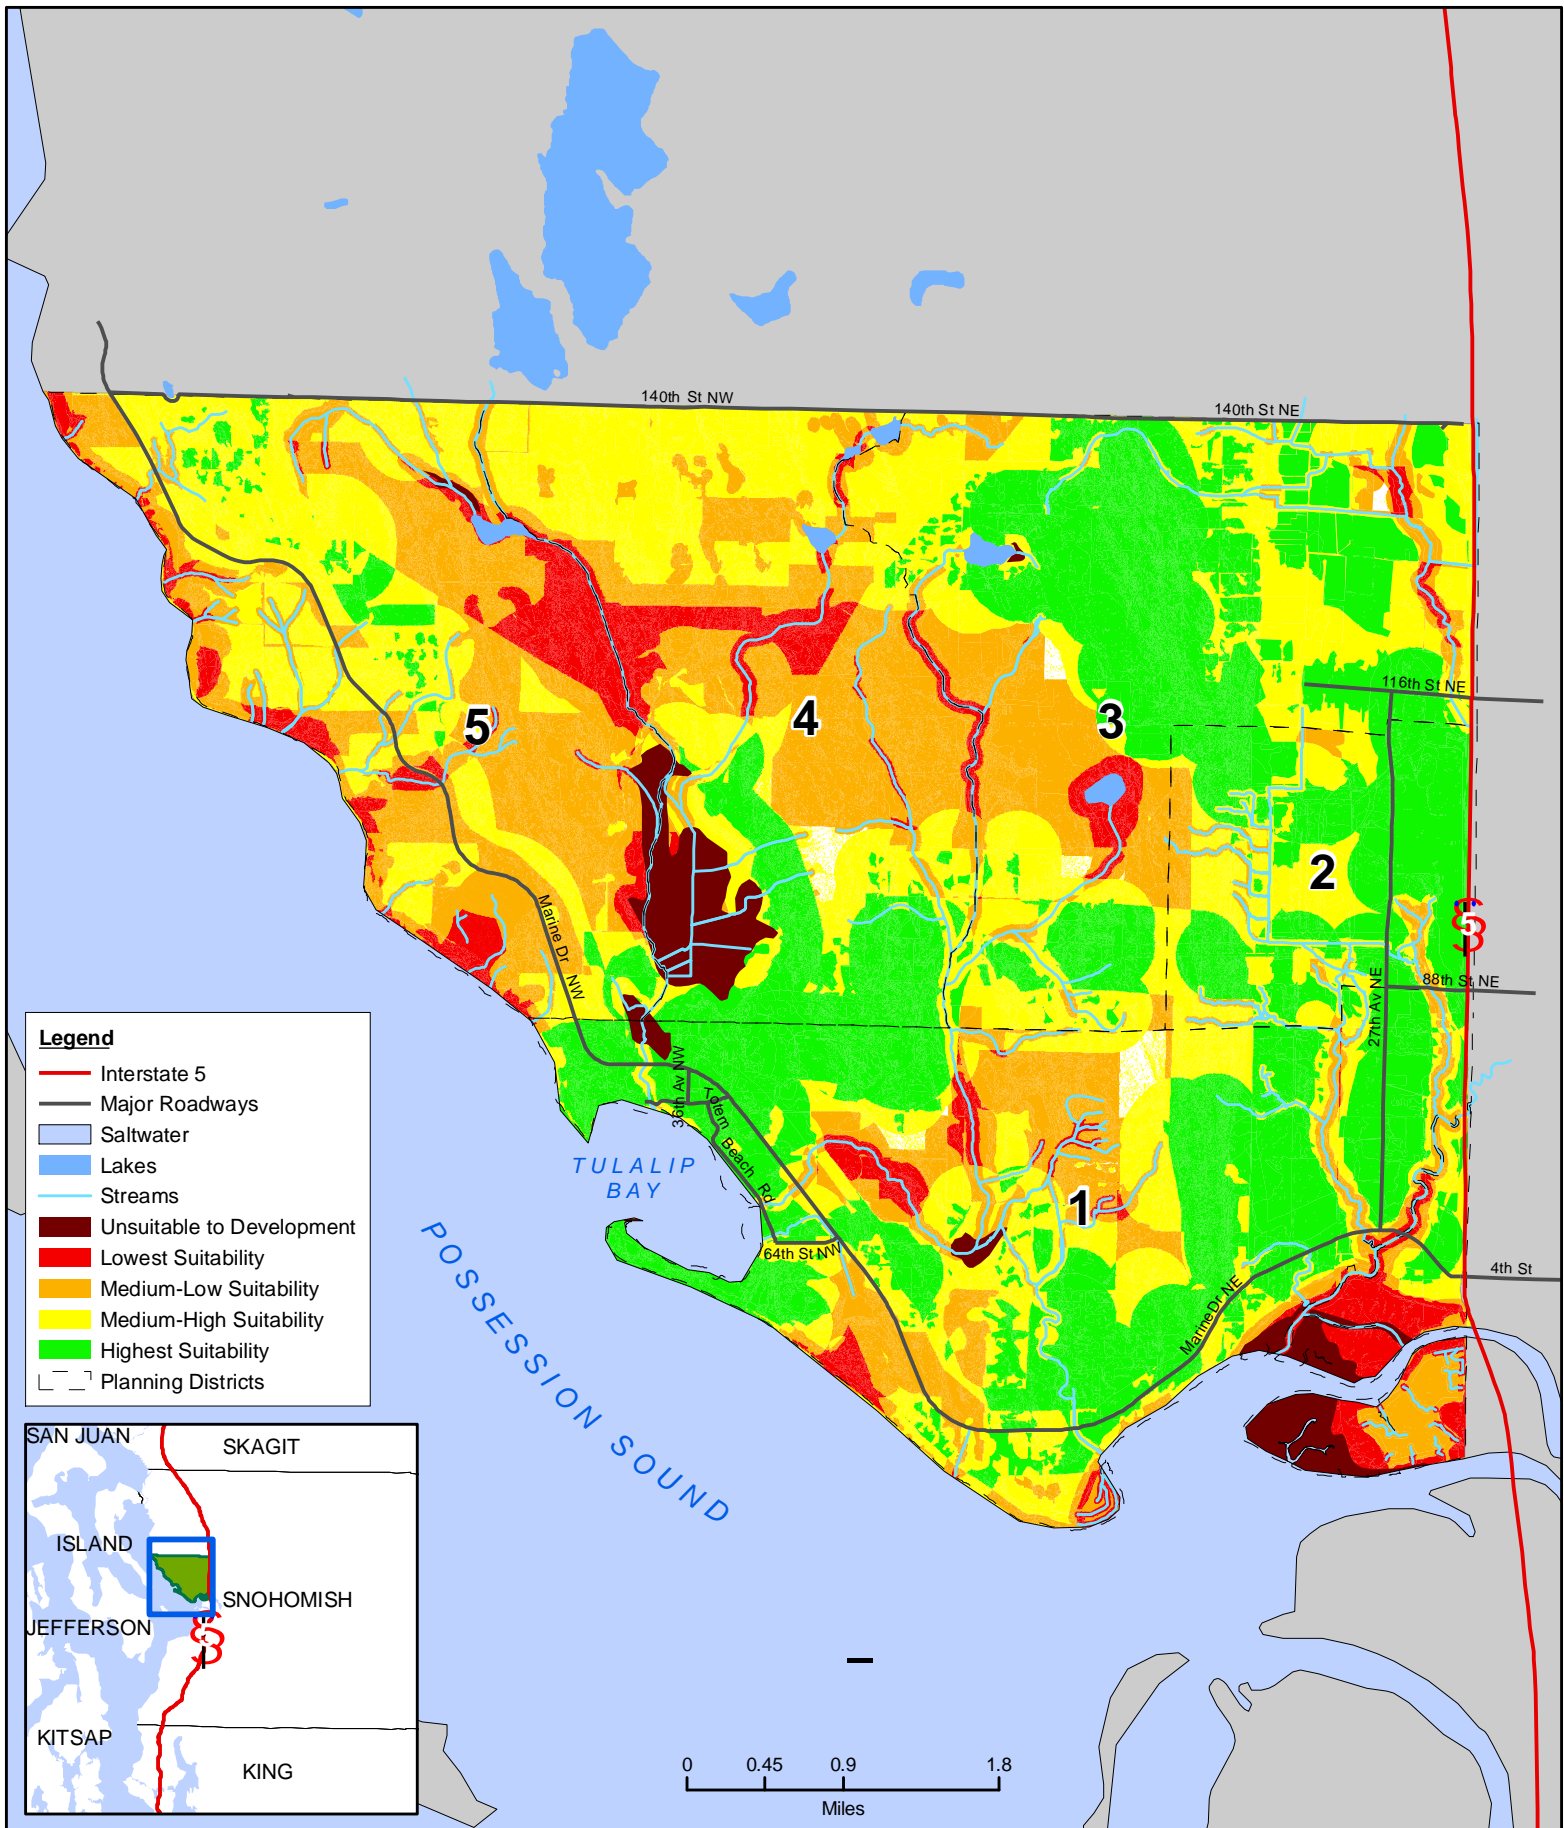 140th St NW
140th St NE
116th St NE
5
4
3
2
5
88th St NE
27th Av NE
Marine Dr NW
36th Av NW
Totem Beach Rd
TULALIP
BAY
1
64th St NW
Marine Dr NE
4th St
POSSESSION SOUND
Legend
Interstate 5
Major Roadways
Saltwater
Lakes
Streams
Unsuitable to Development
Lowest Suitability
Medium-Low Suitability
Medium-High Suitability
Highest Suitability
Planning Districts
SAN JUAN
SKAGIT
ISLAND
SNOHOMISH
JEFFERSON
KITSAP
KING
0 0.45 0.9 1.8
Miles